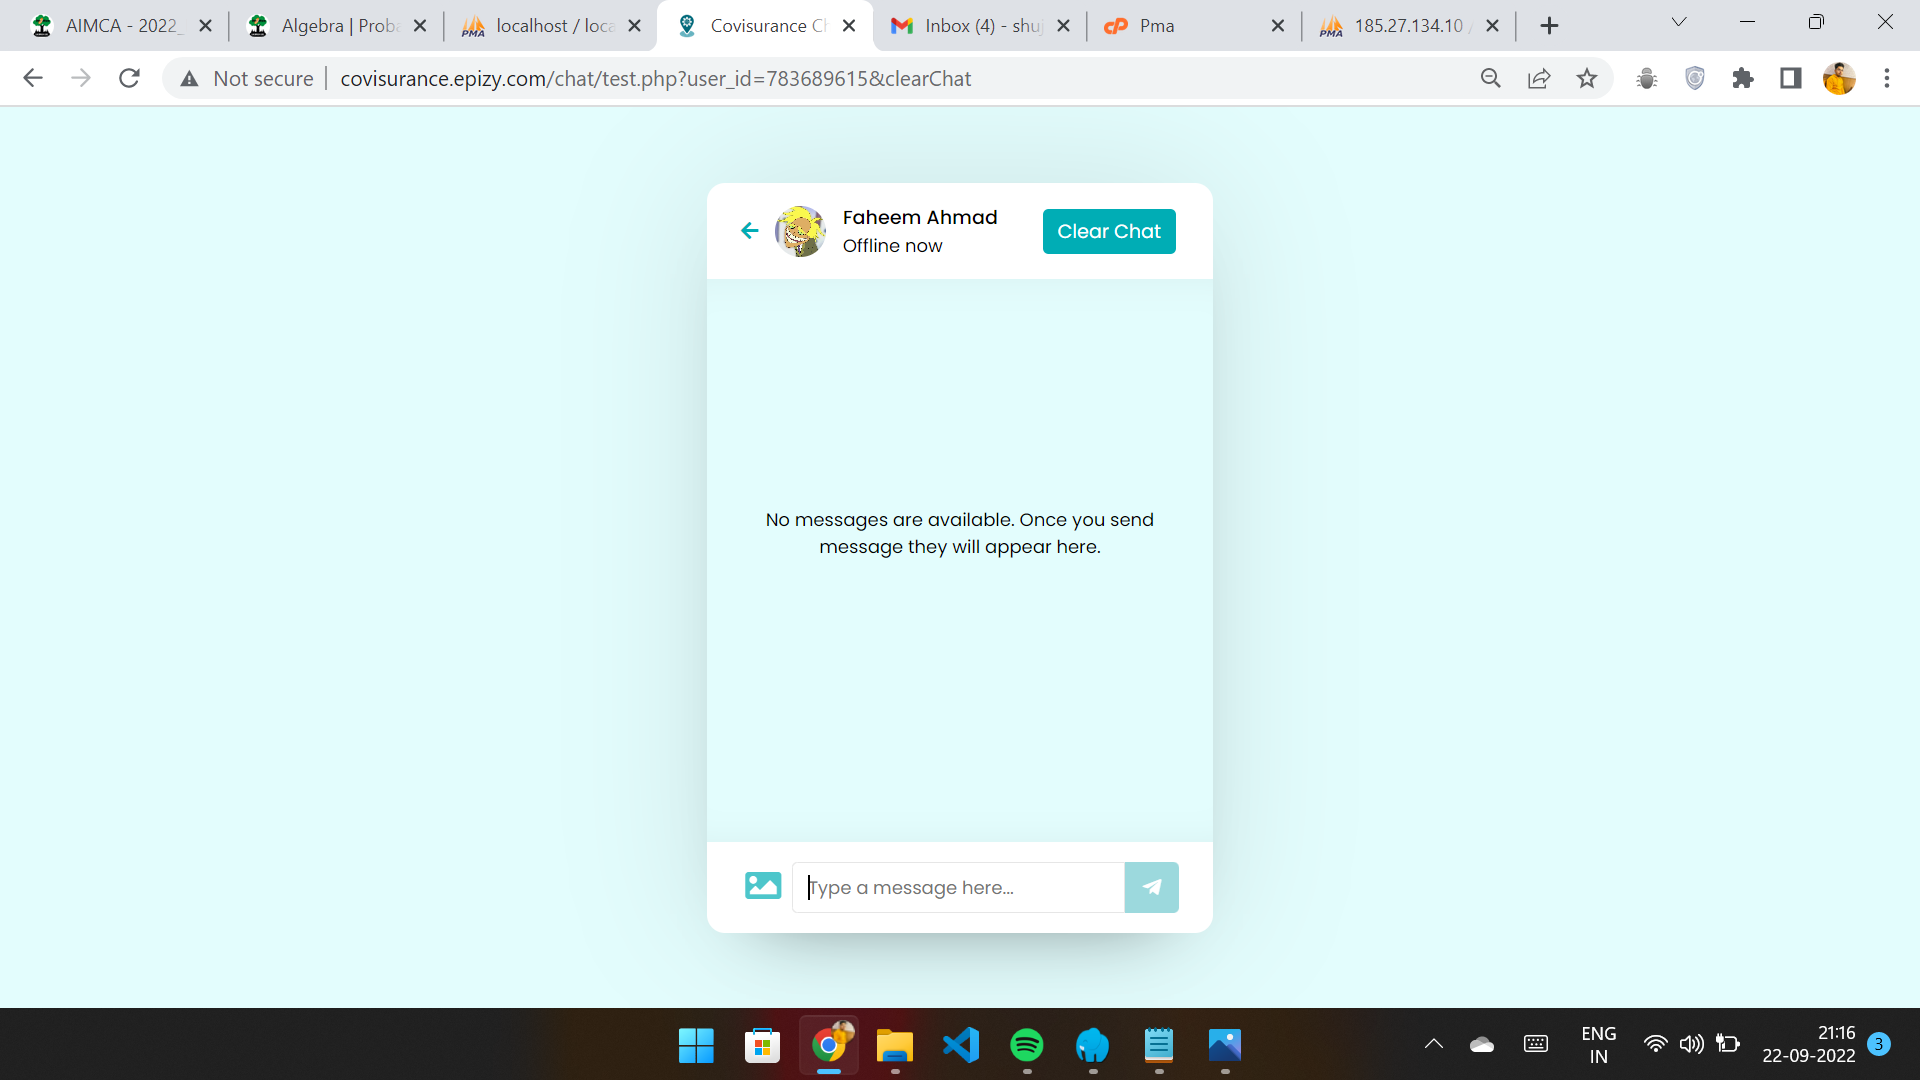 AIMCA - 2022_
Algebra | Proba
localhost / loca
Covisurance Ch
Inbox (4) - shuj
Pma
185.27.134.10 /
Not secure
covisurance.epizy.com/chat/test.php?user_id=783689615&clearChat
Faheem Ahmad
Offline now
Clear Chat
No messages are available. Once you send
message they will appear here.
Type a message here...
ENG
IN
21:16
22-09-2022
3